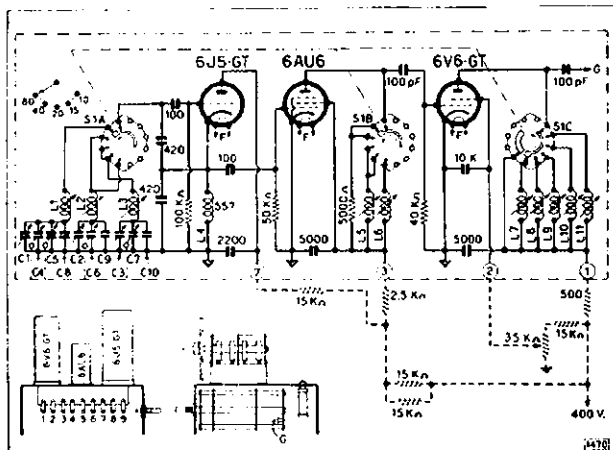 6J5·GT
6AU6
6V6-GT
100 pF
100 pF
G
80
40
20
15
10
S1A
100
420
420
100 Kn
F
100
557
L4
2200
50 Kn
F
5000
S1B
500Ω
L5
L6
40 Kn
F
10 K
5000
S1C
L7
L8
L9
L10
L11
L1
L2
L3
C1
C4
C5
C8
C2
C6
C9
C3
C7
C10
7
3
2
1
15 Kn
2,5 Kn
500
15Kn
35 Kn
15 Kn
15 Kn
400 V.
6V6 GT
6AU6
6J5 GT
1 2 3 4 5 6 7 8 9
G